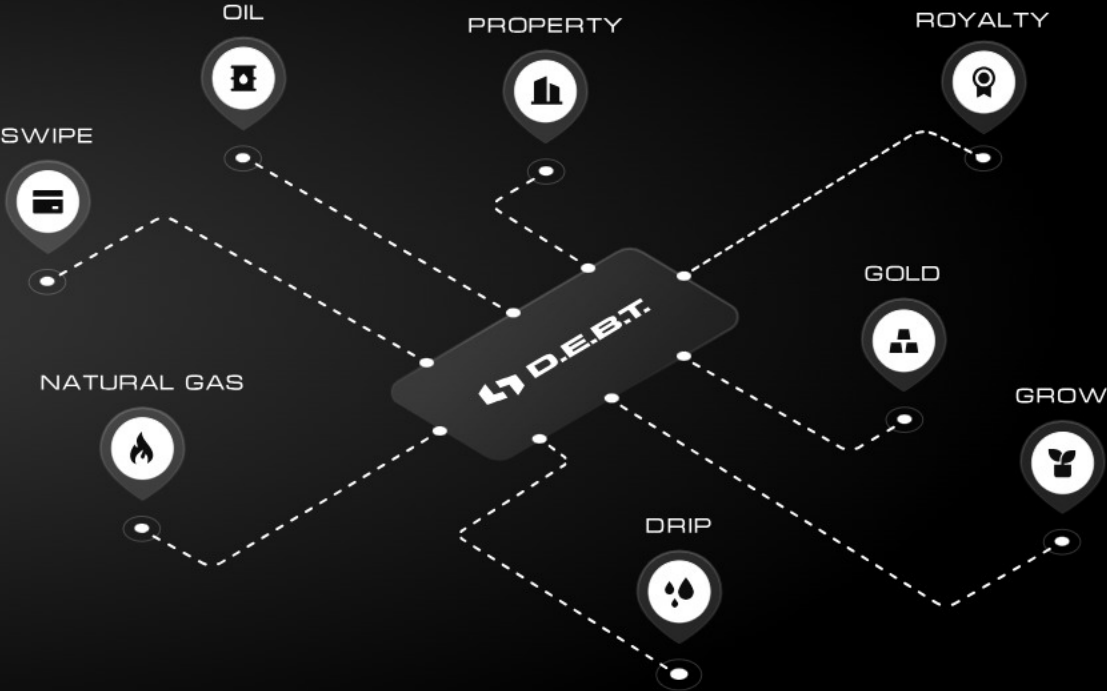 OIL
PROPERTY
ROYALTY
SWIPE
GOLD
D.E.B.T.
NATURAL GAS
GROW
DRIP